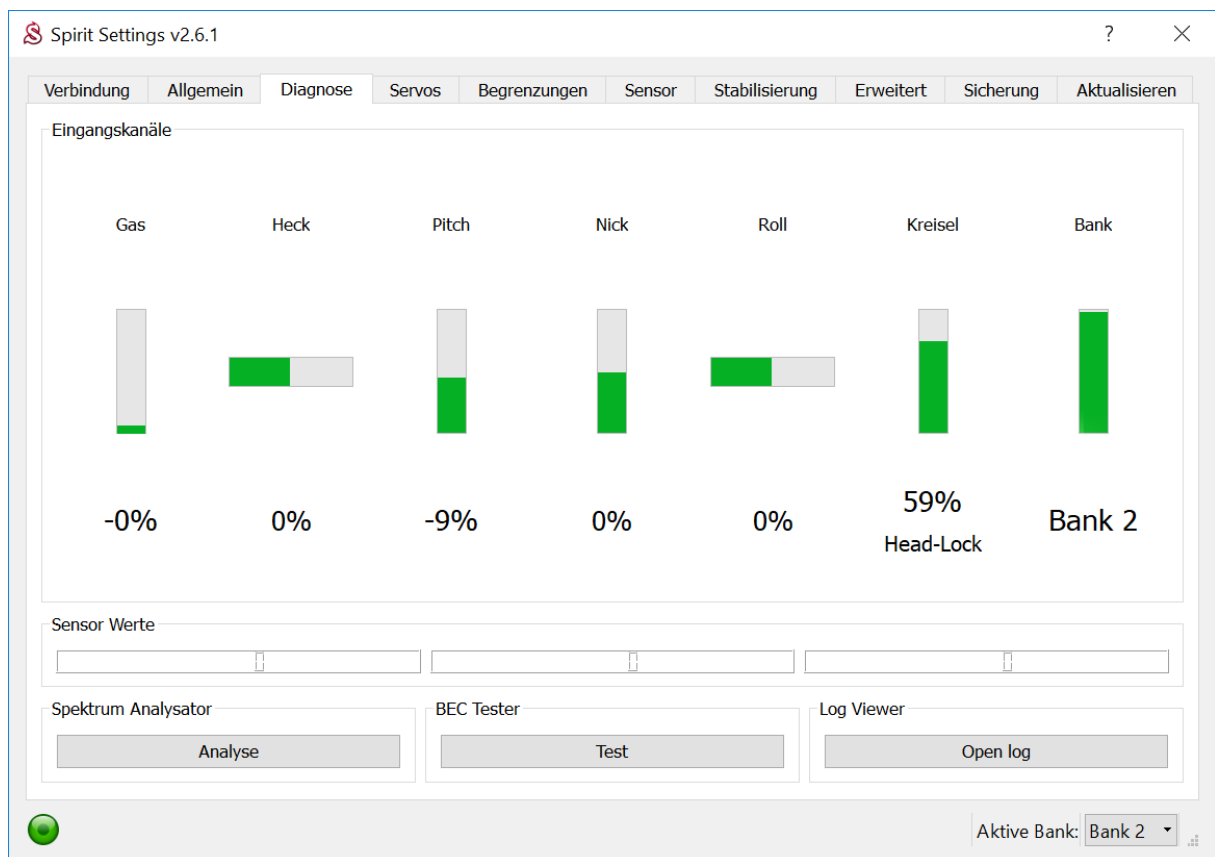 Spirit Settings v2.6.1 ?
Verbindung Allgemein Diagnose Servos Begrenzungen Sensor Stabilisierung Erweitert Sicherung Aktualisieren
Eingangskanäle
Gas Heck Pitch Nick Roll Kreisel Bank
-0% 0% -9% 0% 0% 59% Bank 2
Head-Lock
Sensor Werte
Spektrum Analysator BEC Tester Log Viewer
Analyse Test Open log
Aktive Bank: Bank 2